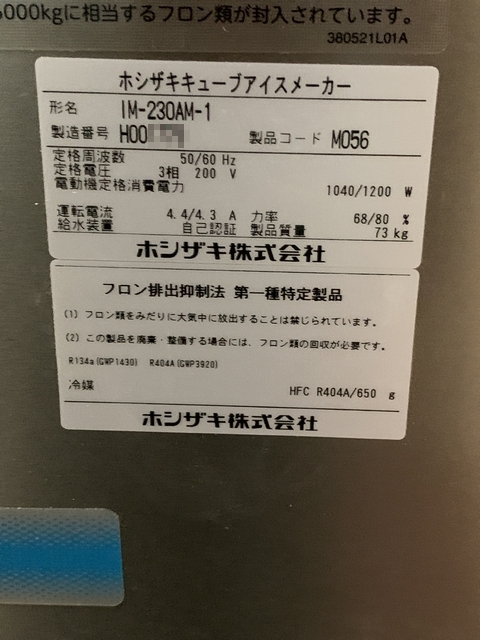 000kgに相当するフロン類が封入されています。
380521L01A
ホシザキキューブアイスメーカー
形名 IM-230AM-1
製造番号 H00 製品コード M056
定格周波数 50/60 Hz
定格電圧 3相 200 V
電動機定格消費電力 1040/1200 W
運転電流 4.4/4.3 A 力率 68/80 %
給水装置 自己認証 製品質量 73 kg
ホシザキ株式会社
フロン排出抑制法 第一種特定製品
(1) フロン類をみだりに大気中に放出することは禁じられています。
(2) この製品を廃棄・整備する場合には、フロン類の回収が必要です。
R134a(GWP1430) R404A(GWP3920)
冷媒 HFC R404A/650 g
ホシザキ株式会社